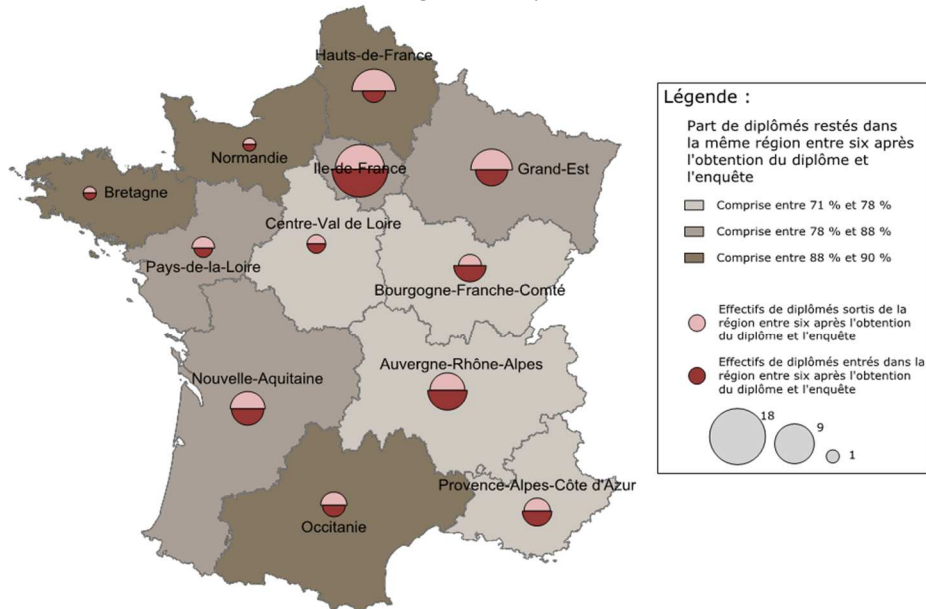 Hauts-de-France
Normandie
Ile-de-France
Grand-Est
Bretagne
Centre-Val de Loire
Pays-de-la-Loire
Bourgogne-Franche-Comté
Auvergne-Rhône-Alpes
Nouvelle-Aquitaine
Provence-Alpes-Côte d'Azur
Occitanie
Légende :
Part de diplômés restés dans
la même région entre six après
l'obtention du diplôme et
l'enquête
Comprise entre 71 % et 78 %
Comprise entre 78 % et 88 %
Comprise entre 88 % et 90 %
Effectifs de diplômés sortis de la
région entre six après l'obtention
du diplôme et l'enquête
Effectifs de diplômés entrés dans la
région entre six après l'obtention
du diplôme et l'enquête
18
9
1